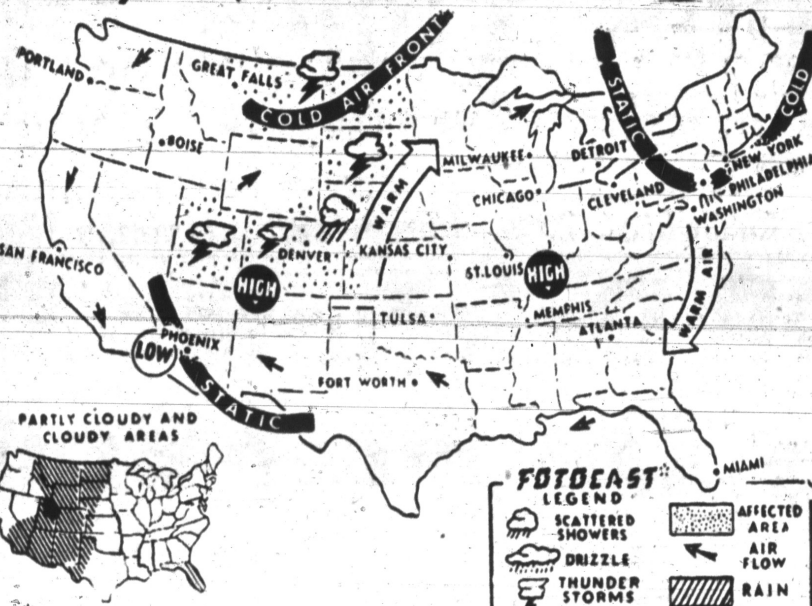 PORTLAND
GREAT FALLS
COLD AIR FRONT
BOISE
STATIC
COLD
NEW YORK
PHILADELPHI
WASHINGTON
DETROIT
MILWAUKEE
CLEVELAND
CHICAGO
WARM
WARM AIR
SAN FRANCISCO
DENVER
KANSAS CITY
ST. LOUIS
HIGH
HIGH
TULSA
MEMPHIS
ATLANTA
PHOENIX
LOW
STATIC
FORT WORTH
MIAMI
PARTLY CLOUDY AND
CLOUDY AREAS
FOTOCAST
LEGEND
SCATTERED
SHOWERS
DRIZZLE
THUNDER
STORMS
AFFECTED
AREA
AIR
FLOW
RAIN